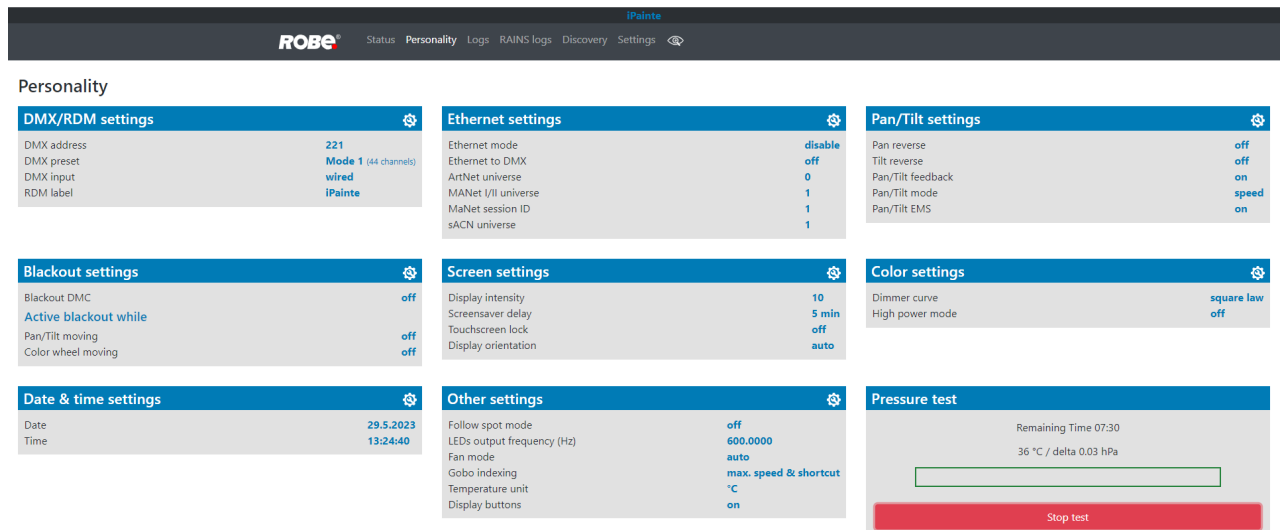 iPainte
ROBE® Status Personality Logs RAINS logs Discovery Settings
Personality
DMX/RDM settings
DMX address 221
DMX preset Mode 1 (44 channels)
DMX input wired
RDM label iPainte
Ethernet settings
Ethernet mode disable
Ethernet to DMX off
ArtNet universe 0
MANet I/II universe 1
MaNet session ID 1
sACN universe 1
Pan/Tilt settings
Pan reverse off
Tilt reverse off
Pan/Tilt feedback on
Pan/Tilt mode speed
Pan/Tilt EMS on
Blackout settings
Blackout DMC off
Active blackout while
Pan/Tilt moving off
Color wheel moving off
Screen settings
Display intensity 10
Screensaver delay 5 min
Touchscreen lock off
Display orientation auto
Color settings
Dimmer curve square law
High power mode off
Date & time settings
Date 29.5.2023
Time 13:24:40
Other settings
Follow spot mode off
LEDs output frequency (Hz) 600.0000
Fan mode auto
Gobo indexing max. speed & shortcut
Temperature unit °C
Display buttons on
Pressure test
Remaining Time 07:30
36 °C / delta 0.03 hPa
Stop test